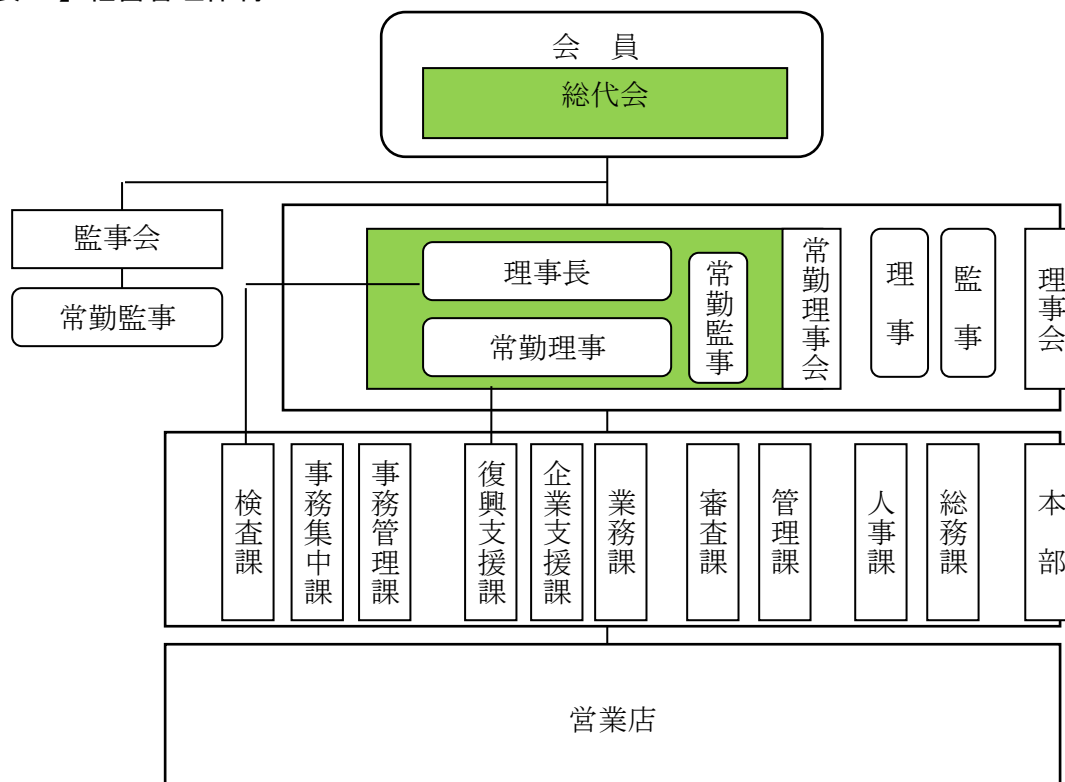 会 員
総代会
監事会
常勤監事
理事長
常勤理事
常勤監事
常勤理事会
理 事
監 事
理事会
検査課
事務集中課
事務管理課
復興支援課
企業支援課
業務課
審査課
管理課
人事課
総務課
本 部
営業店